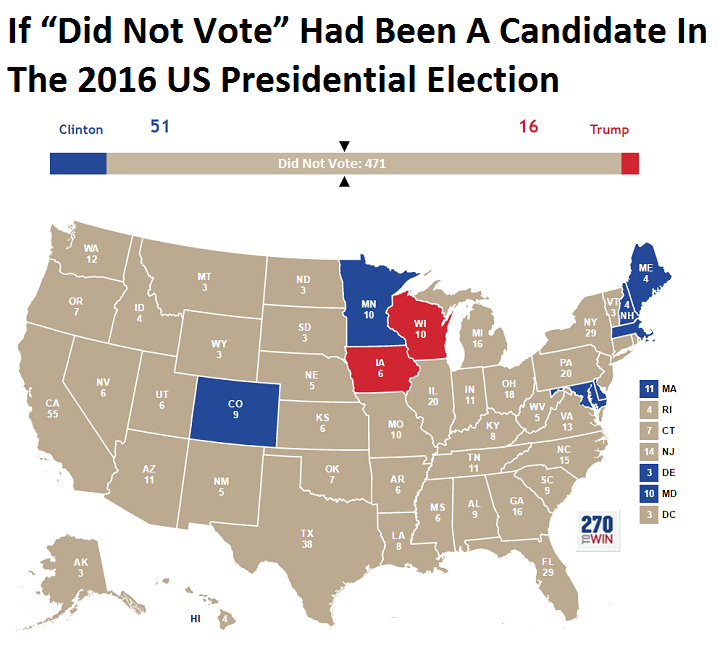 If “Did Not Vote” Had Been A Candidate In
The 2016 US Presidential Election
Clinton 51 16 Trump
Did Not Vote: 471
WA
12
OR
7
ID
4
MT
3
ND
3
MN
10
WI
10
MI
16
NY
29
VT
3
4
NH
ME
4
SD
3
WY
3
IA
6
NE
5
NV
6
UT
6
CO
9
CA
55
KS
6
MO
10
IL
20
IN
11
OH
18
PA
20
WV
5
VA
13
KY
8
NC
15
TN
11
SC
9
AZ
11
NM
5
OK
7
AR
6
MS
6
AL
9
GA
16
TX
38
LA
8
FL
29
AK
3
HI 4
11 MA
4 RI
7 CT
14 NJ
3 DE
10 MD
3 DC
270
TO WIN